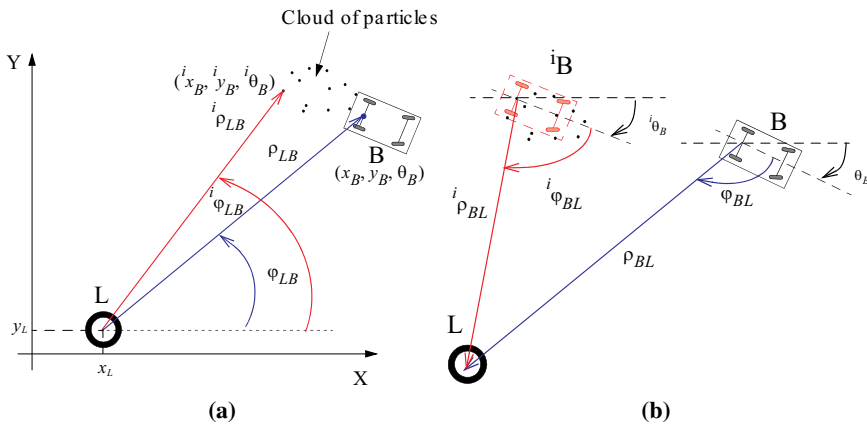 Cloud of particles
Y
(ⁱx_B, ⁱy_B, ⁱθ_B)
ⁱρ_LB
ρ_LB
B
(x_B, y_B, θ_B)
ⁱφ_LB
φ_LB
L
y_L
x_L
X
(a)
ⁱB
ⁱθ_B
B
θ_B
ⁱφ_BL
φ_BL
ⁱρ_BL
ρ_BL
L
(b)